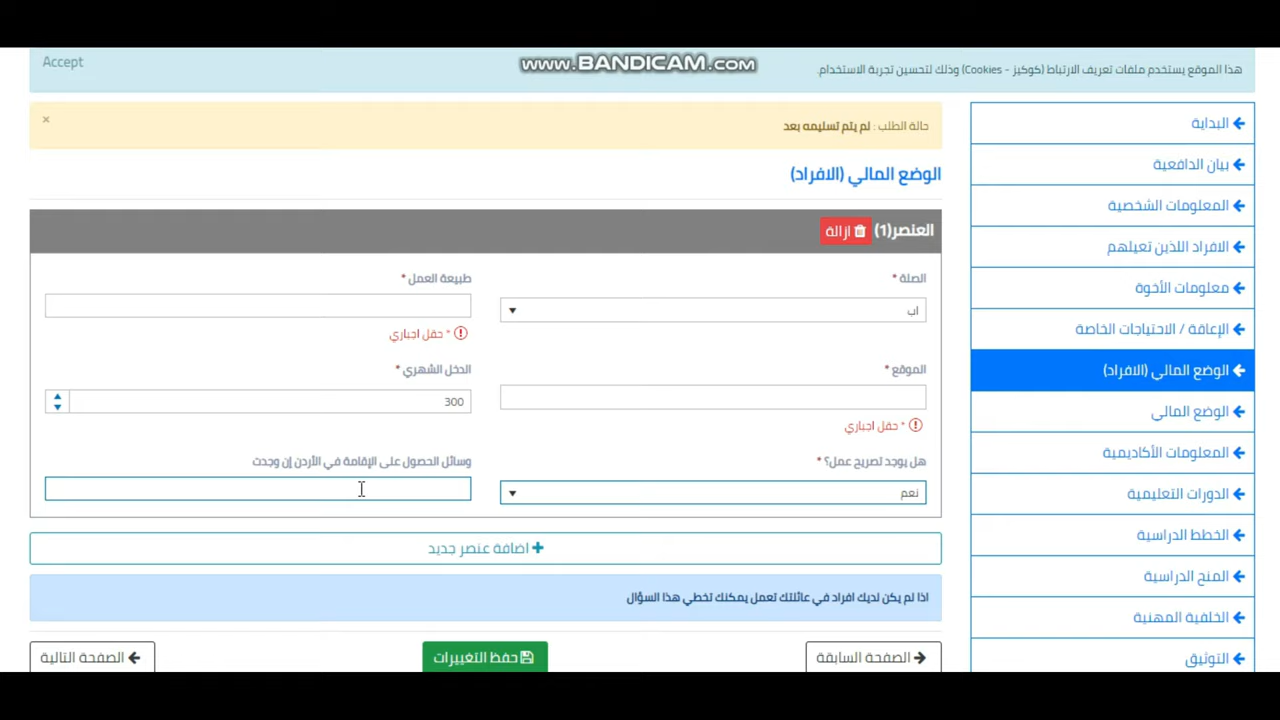 www.BANDICAM.com
هذا الموقع يستخدم ملفات تعريف الارتباط (كوكيز - Cookies) وذلك لتحسين تجربة الاستخدام.
Accept
البداية
بيان الدافعية
المعلومات الشخصية
الافراد اللذين تعيلهم
معلومات الأخوة
الإعاقة / الاحتياجات الخاصة
الوضع المالي (الافراد)
الوضع المالي
المعلومات الأكاديمية
الدورات التعليمية
الخطط الدراسية
المنح الدراسية
الخلفية المهنية
التوثيق
حالة الطلب : لم يتم تسليمه بعد
×
الوضع المالي (الافراد)
العنصر(1) ازالة
الصلة *
اب
طبيعة العمل *
* حقل اجباري
الموقع *
* حقل اجباري
الدخل الشهري *
300
هل يوجد تصريح عمل؟ *
نعم
وسائل الحصول على الإقامة في الأردن إن وجدت
اضافة عنصر جديد
اذا لم يكن لديك افراد في عائلتك تعمل يمكنك تخطي هذا السؤال
الصفحة السابقة
حفظ التغييرات
الصفحة التالية